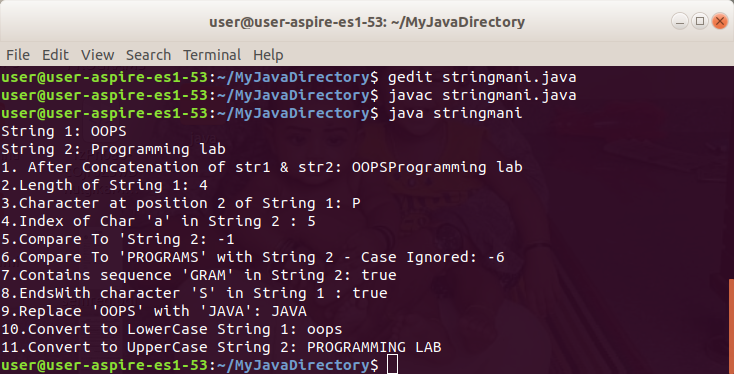 user@user-aspire-es1-53: ~/MyJavaDirectory
File Edit View Search Terminal Help
user@user-aspire-es1-53:~/MyJavaDirectory$ gedit stringmani.java
user@user-aspire-es1-53:~/MyJavaDirectory$ javac stringmani.java
user@user-aspire-es1-53:~/MyJavaDirectory$ java stringmani
String 1: OOPS
String 2: Programming lab
1. After Concatenation of str1 & str2: OOPSProgramming lab
2.Length of String 1: 4
3.Character at position 2 of String 1: P
4.Index of Char 'a' in String 2 : 5
5.Compare To 'String 2: -1
6.Compare To 'PROGRAMS' with String 2 - Case Ignored: -6
7.Contains sequence 'GRAM' in String 2: true
8.EndsWith character 'S' in String 1 : true
9.Replace 'OOPS' with 'JAVA': JAVA
10.Convert to LowerCase String 1: oops
11.Convert to UpperCase String 2: PROGRAMMING LAB
user@user-aspire-es1-53:~/MyJavaDirectory$